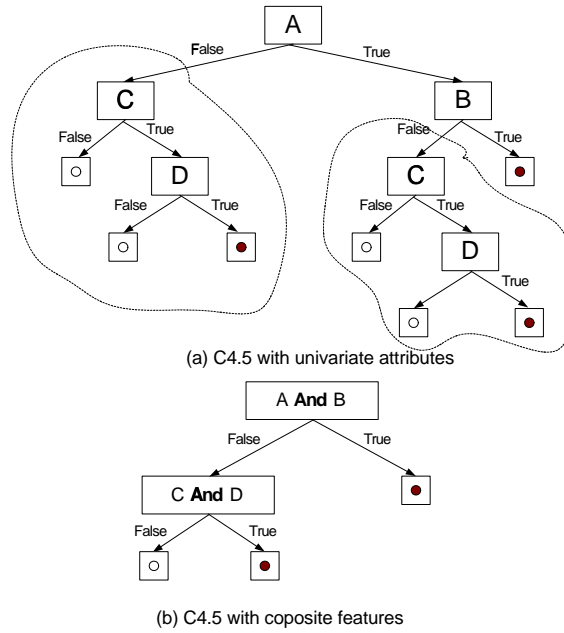 A
False True
C B
False True False True
D C
False True False True
D
False True
(a) C4.5 with univariate attributes
A And B
False True
C And D
False True
(b) C4.5 with coposite features